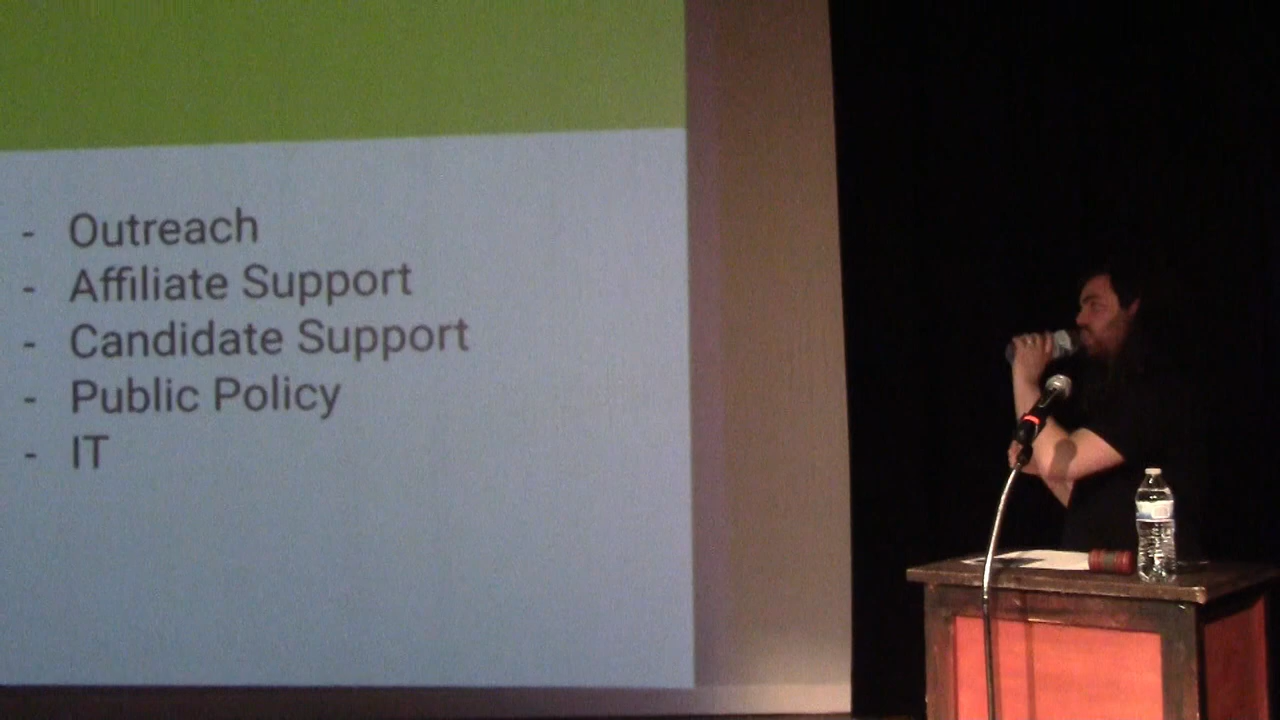 - Outreach
- Affiliate Support
- Candidate Support
- Public Policy
- IT